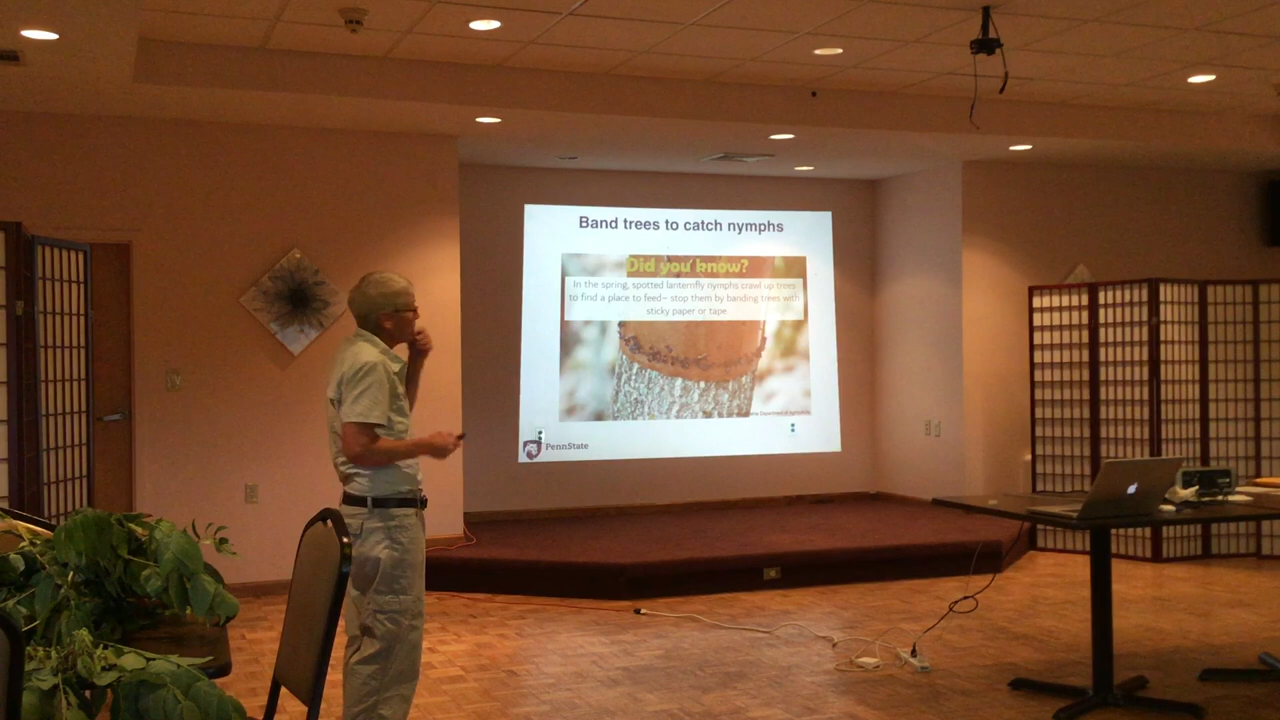 Band trees to catch nymphs
Did you know?
In the spring, spotted lanternfly nymphs crawl up trees
to find a place to feed– stop them by banding trees with
sticky paper or tape
Department of Agriculture
PennState